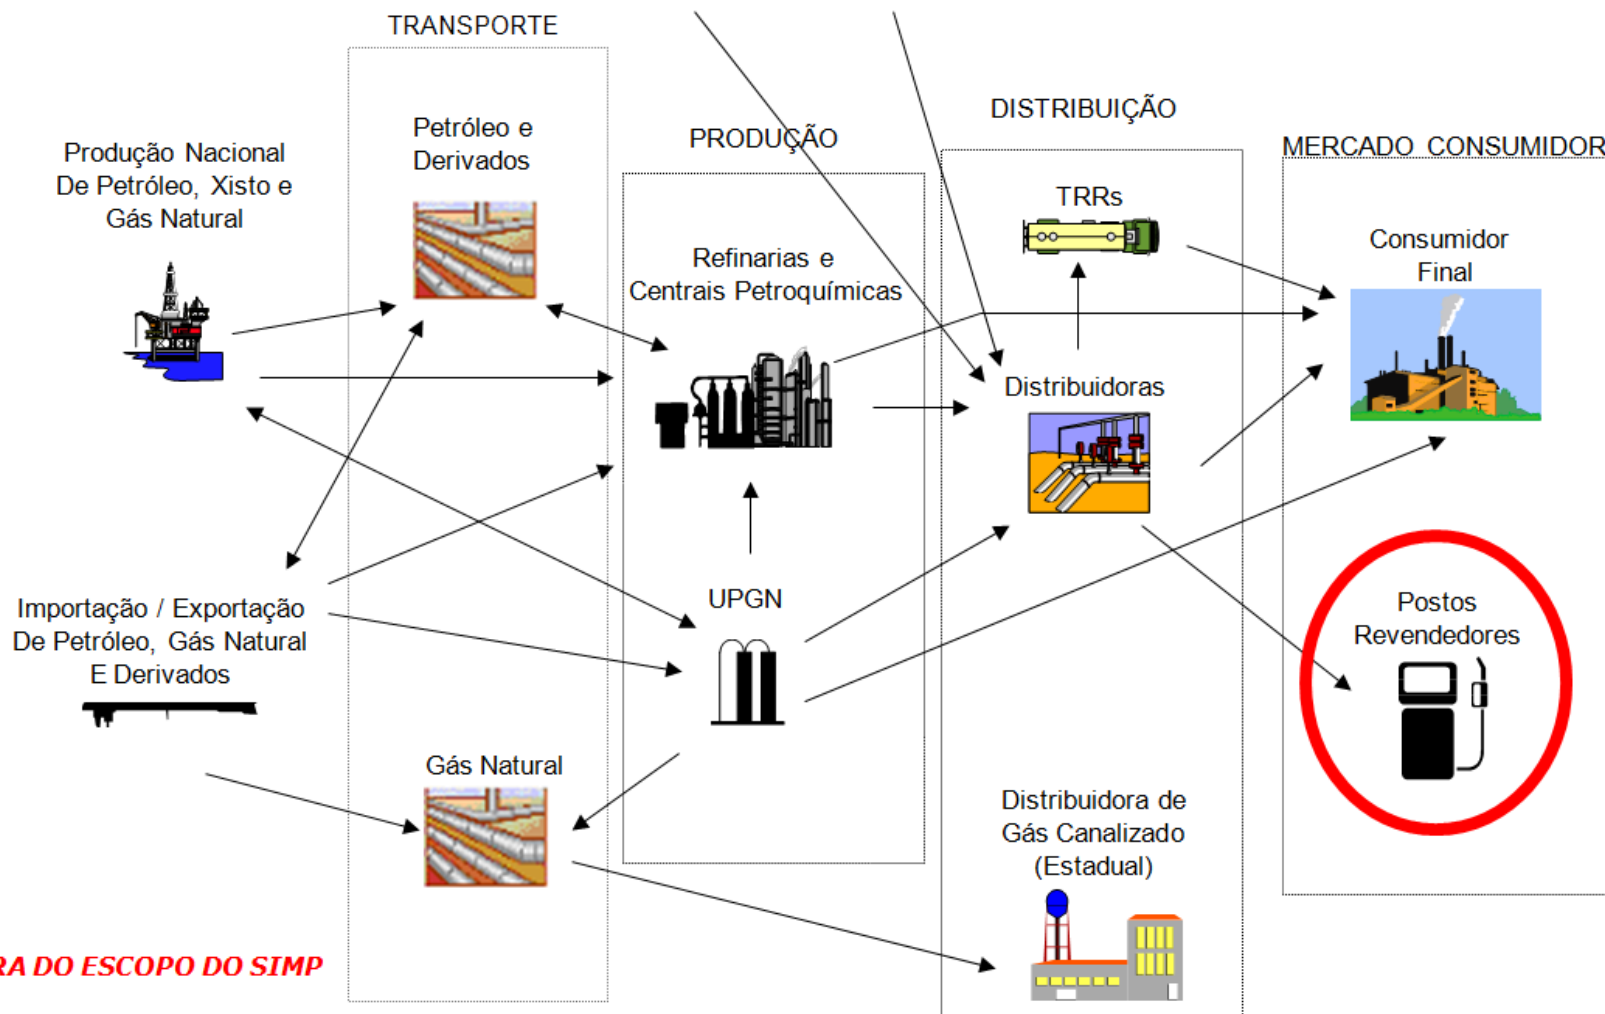 TRANSPORTE
Petróleo e
Derivados
Produção Nacional
De Petróleo, Xisto e
Gás Natural
PRODUÇÃO
Refinarias e
Centrais Petroquímicas
DISTRIBUIÇÃO
TRRs
MERCADO CONSUMIDOR
Consumidor
Final
Distribuidoras
Importação / Exportação
De Petróleo, Gás Natural
E Derivados
UPGN
Postos
Revendedores
Gás Natural
Distribuidora de
Gás Canalizado
(Estadual)
RA DO ESCOPO DO SIMP